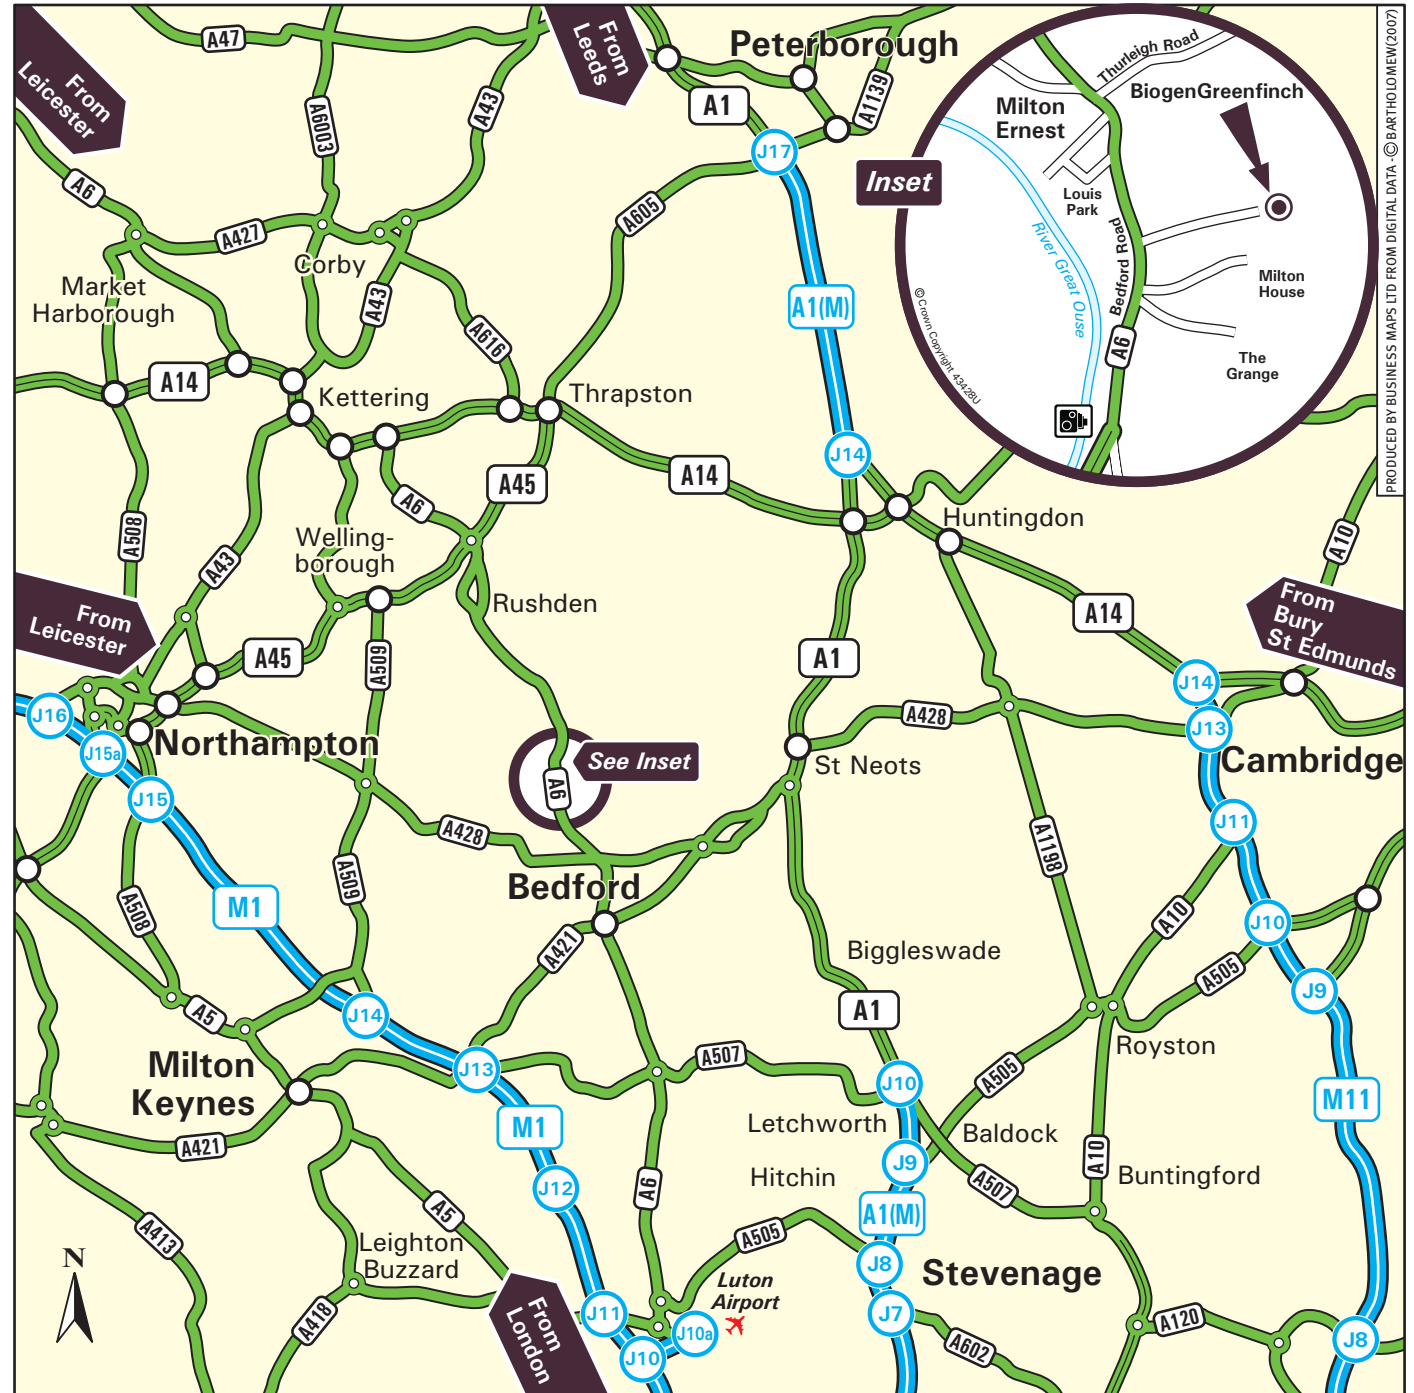 A47
From
Leicester
A6003
A43
From
Leeds
Peterborough
A1
A1139
J17
A6
A427
Corby
A43
Market
Harborough
A605
A616
A14
Kettering
Thrapston
A1(M)
J14
Inset
Thurleigh Road
BiogenGreenfinch
Milton
Ernest
Louis
Park
River Great Ouse
Bedford Road
Milton
House
A6
The
Grange
© Crown Copyright 43428U
PRODUCED BY BUSINESS MAPS LTD FROM DIGITAL DATA - © BARTHOLOMEW(2007)
A45
A14
A6
Huntingdon
A508
A43
Welling-
borough
Rushden
A10
From
Leicester
A45
A509
A1
A14
From
Bury
St Edmunds
J16
J15a
Northampton
J15
See Inset
A6
A428
St Neots
J14
J13
Cambridge
J11
A428
Bedford
A509
A508
M1
A1198
A10
J10
A421
Biggleswade
A505
J9
A5
J14
A1
Royston
Milton
Keynes
J13
A507
J10
A505
M11
A421
M1
Letchworth
Baldock
J9
A10
J12
A6
Hitchin
A507
Buntingford
A1(M)
A413
A5
A505
N
Leighton
Buzzard
J8
Stevenage
Luton
Airport
A418
From
London
J11
J10a
J10
J7
A602
A120
J8